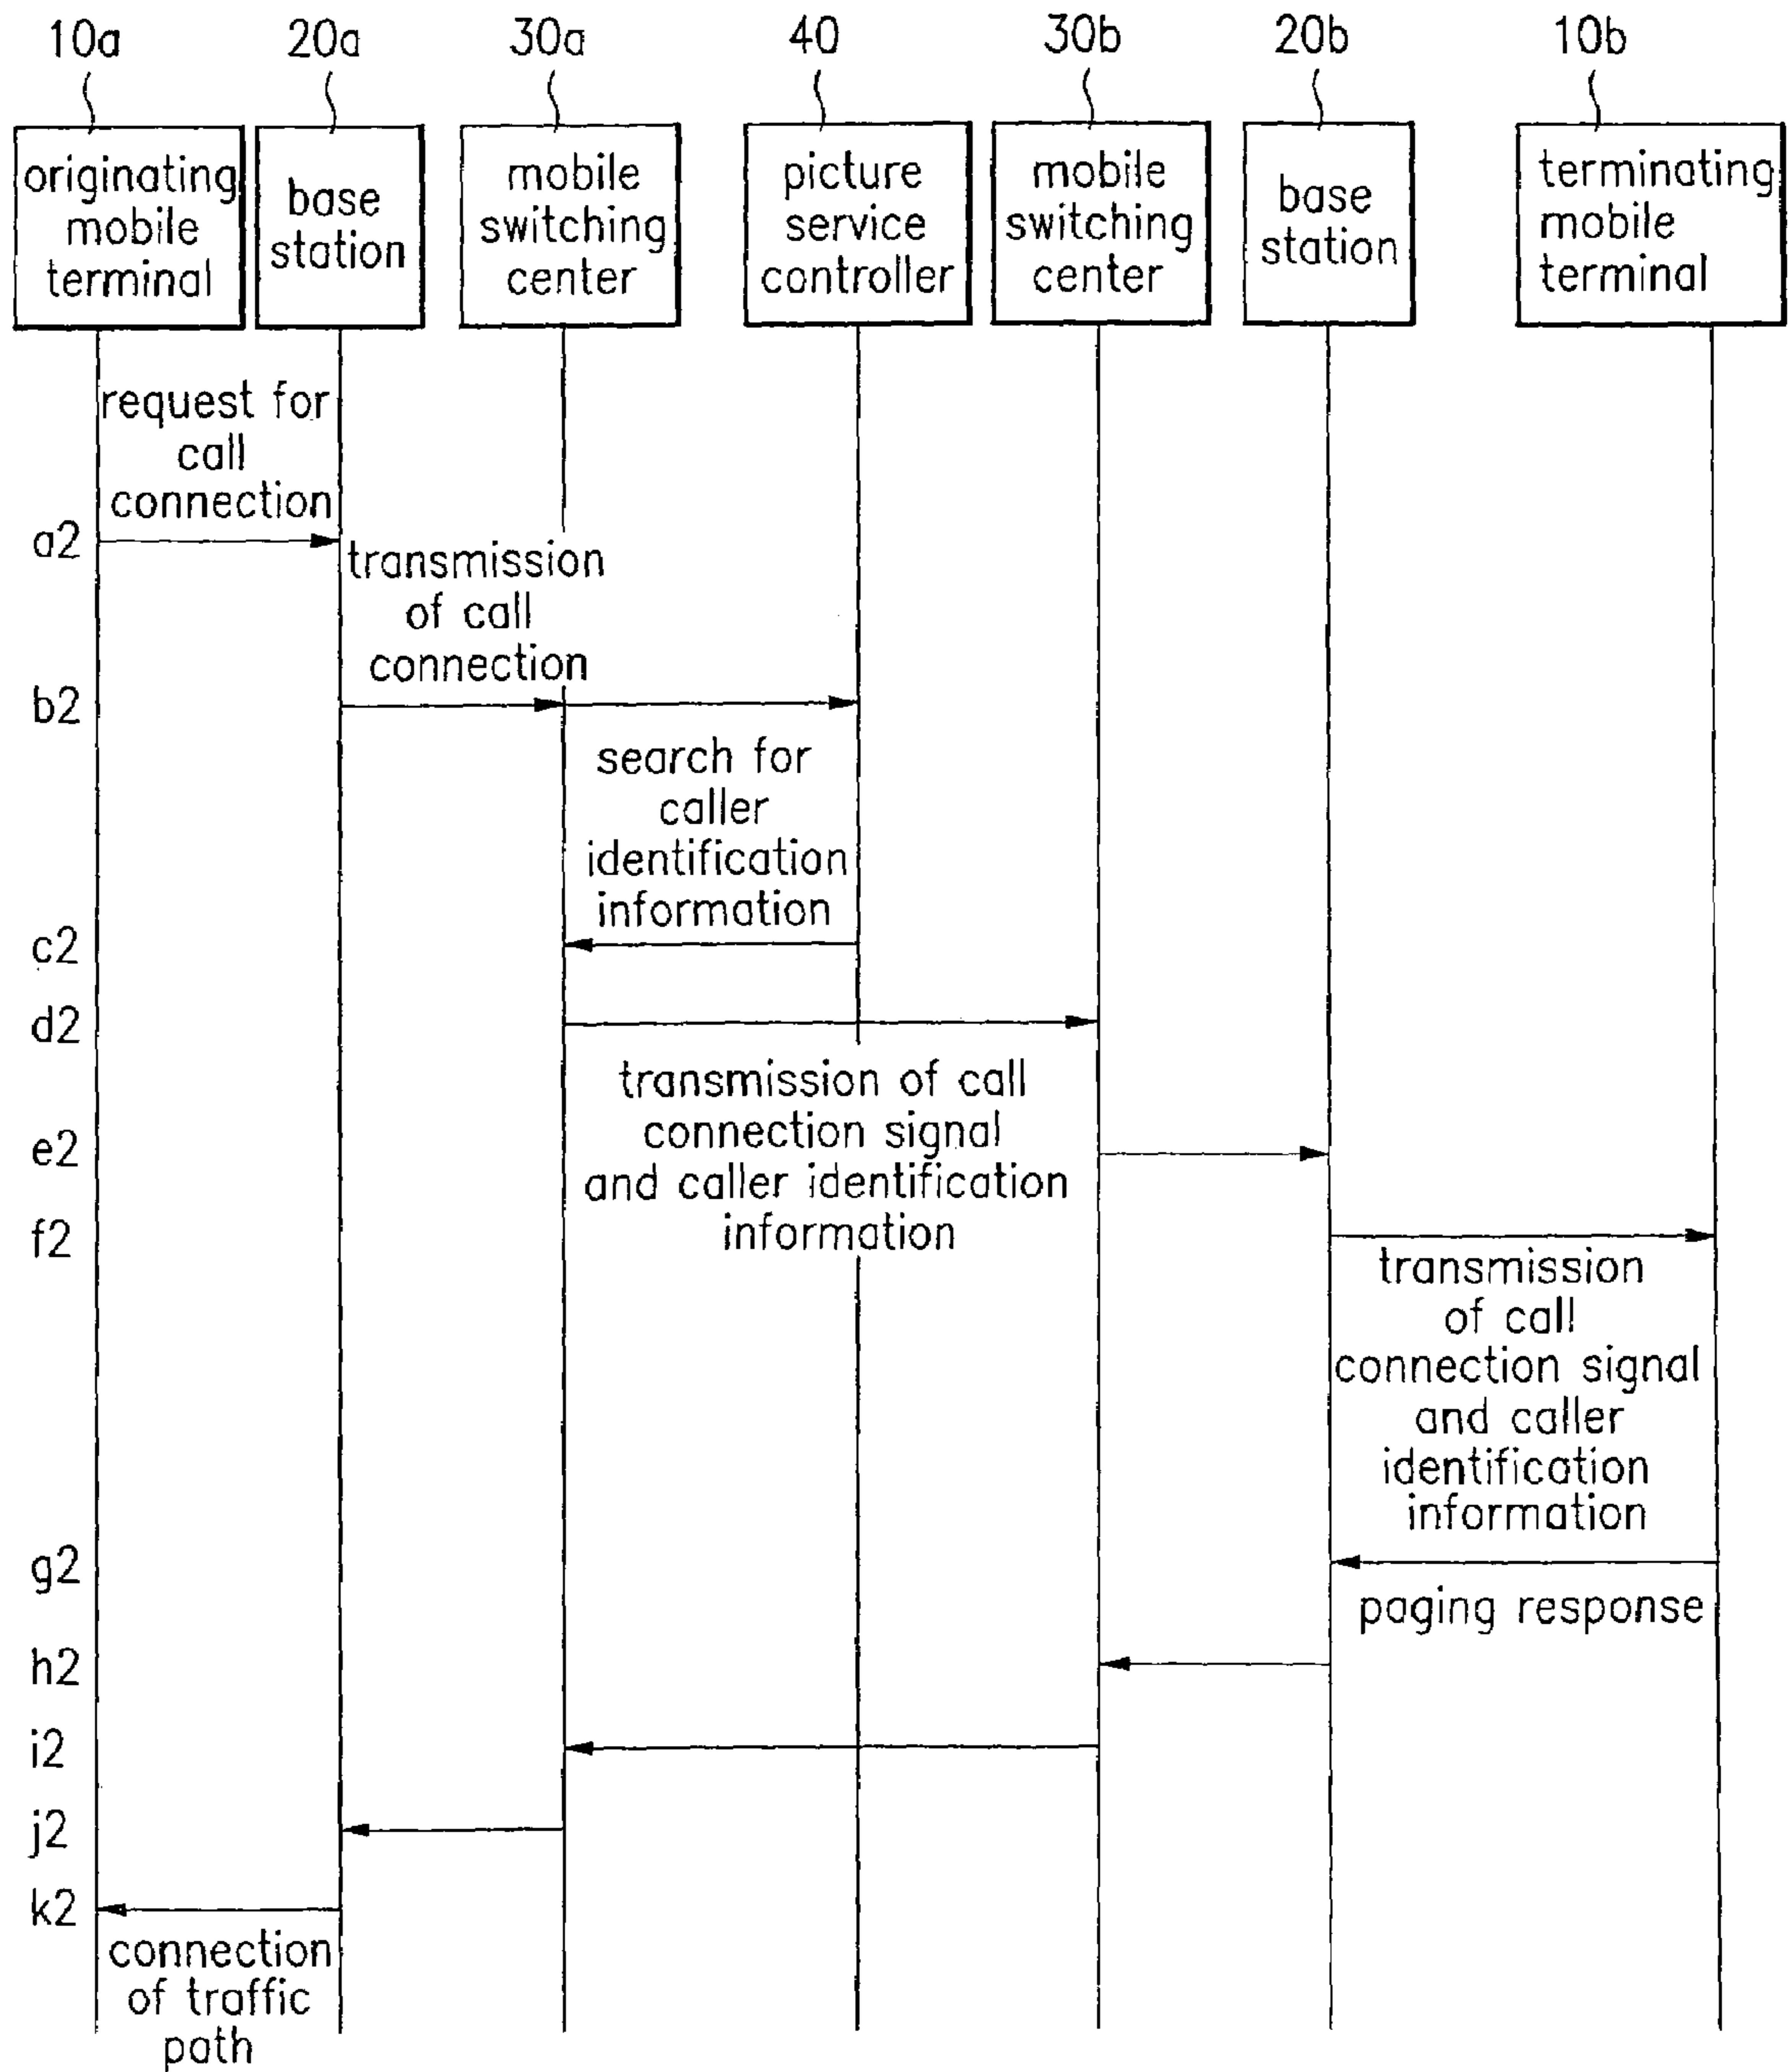 10a 20a 30a 40 30b 20b 10b
originating
mobile
terminal
base
station
mobile
switching
center
picture
service
controller
mobile
switching
center
base
station
terminating
mobile
terminal
request for
call
connection
a2
transmission
of call
connection
b2
search for
caller
identification
information
c2
d2
transmission of call
connection signal
and caller identification
information
e2
f2
transmission
of call
connection signal
and caller
identification
information
g2
paging response
h2
i2
j2
k2
connection
of traffic
path